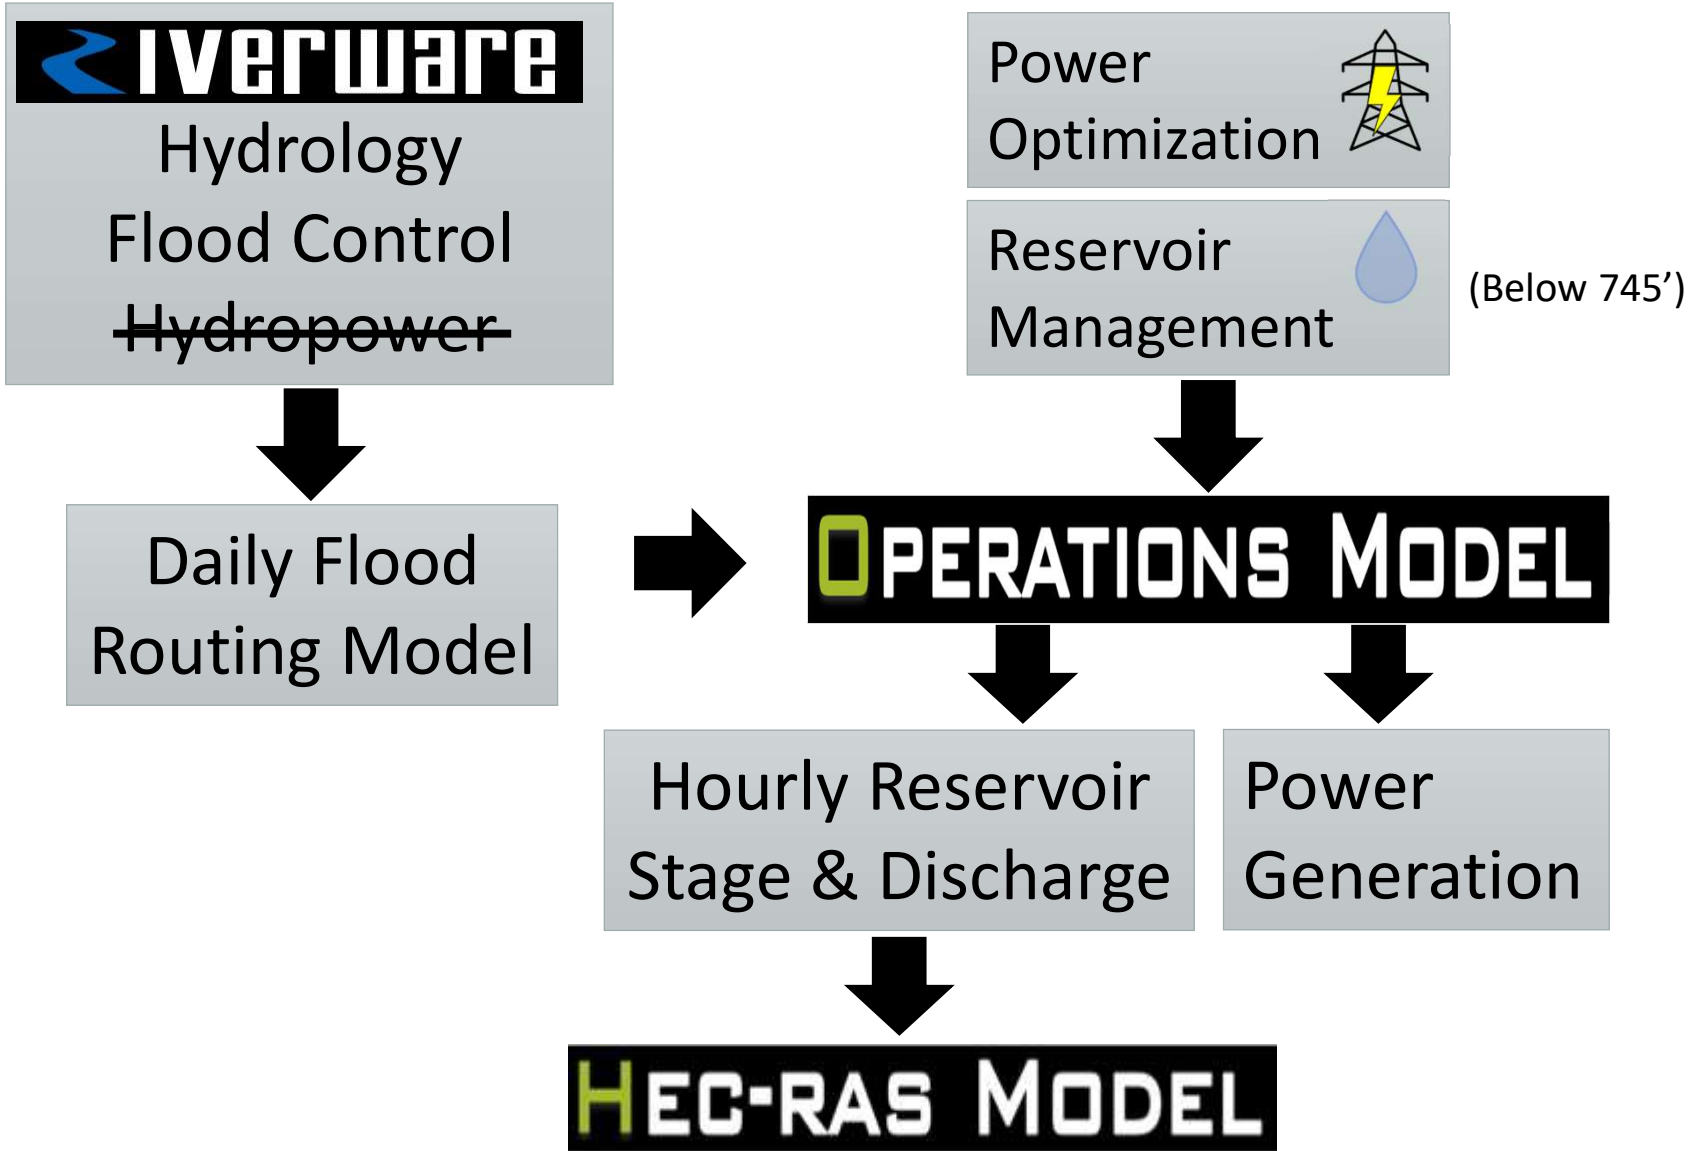 Riverware
Hydrology
Flood Control
Hydropower
Power
Optimization
Reservoir
Management
(Below 745’)
Daily Flood
Routing Model
OPERATIONS MODEL
Hourly Reservoir
Stage & Discharge
Power
Generation
HEC-RAS MODEL